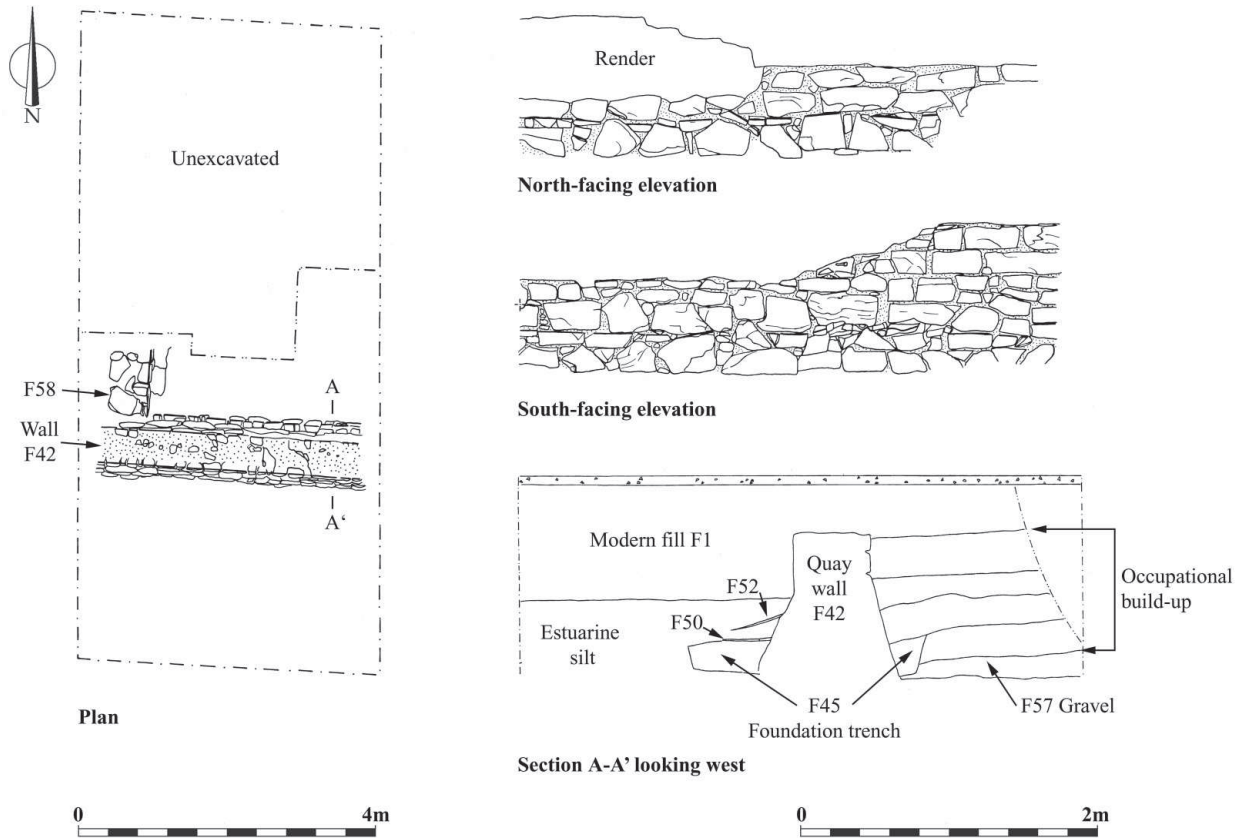 N
Unexcavated
F58
Wall
F42
A
A‘
Plan
0
4m
Render
North-facing elevation
South-facing elevation
Modern fill F1
Quay
wall
F42
Occupational
build-up
F52
F50
Estuarine
silt
F45
Foundation trench
F57 Gravel
Section A-A’ looking west
0
2m